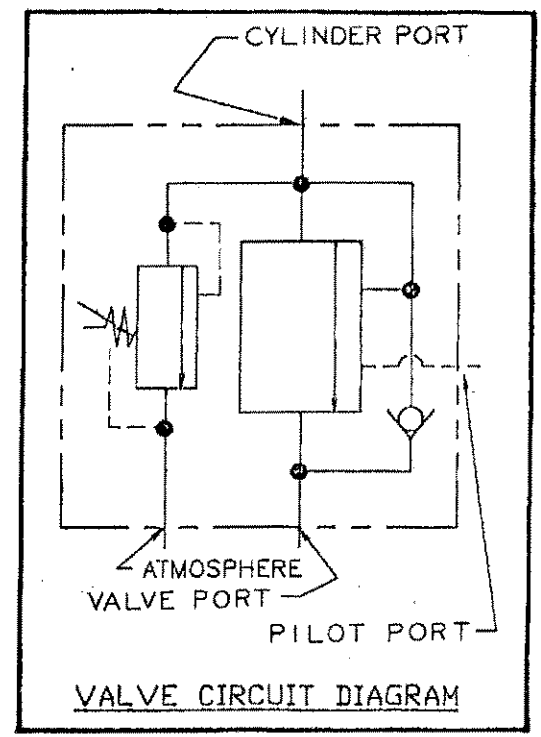 CYLINDER PORT
ATMOSPHERE
VALVE PORT
PILOT PORT
VALVE CIRCUIT DIAGRAM